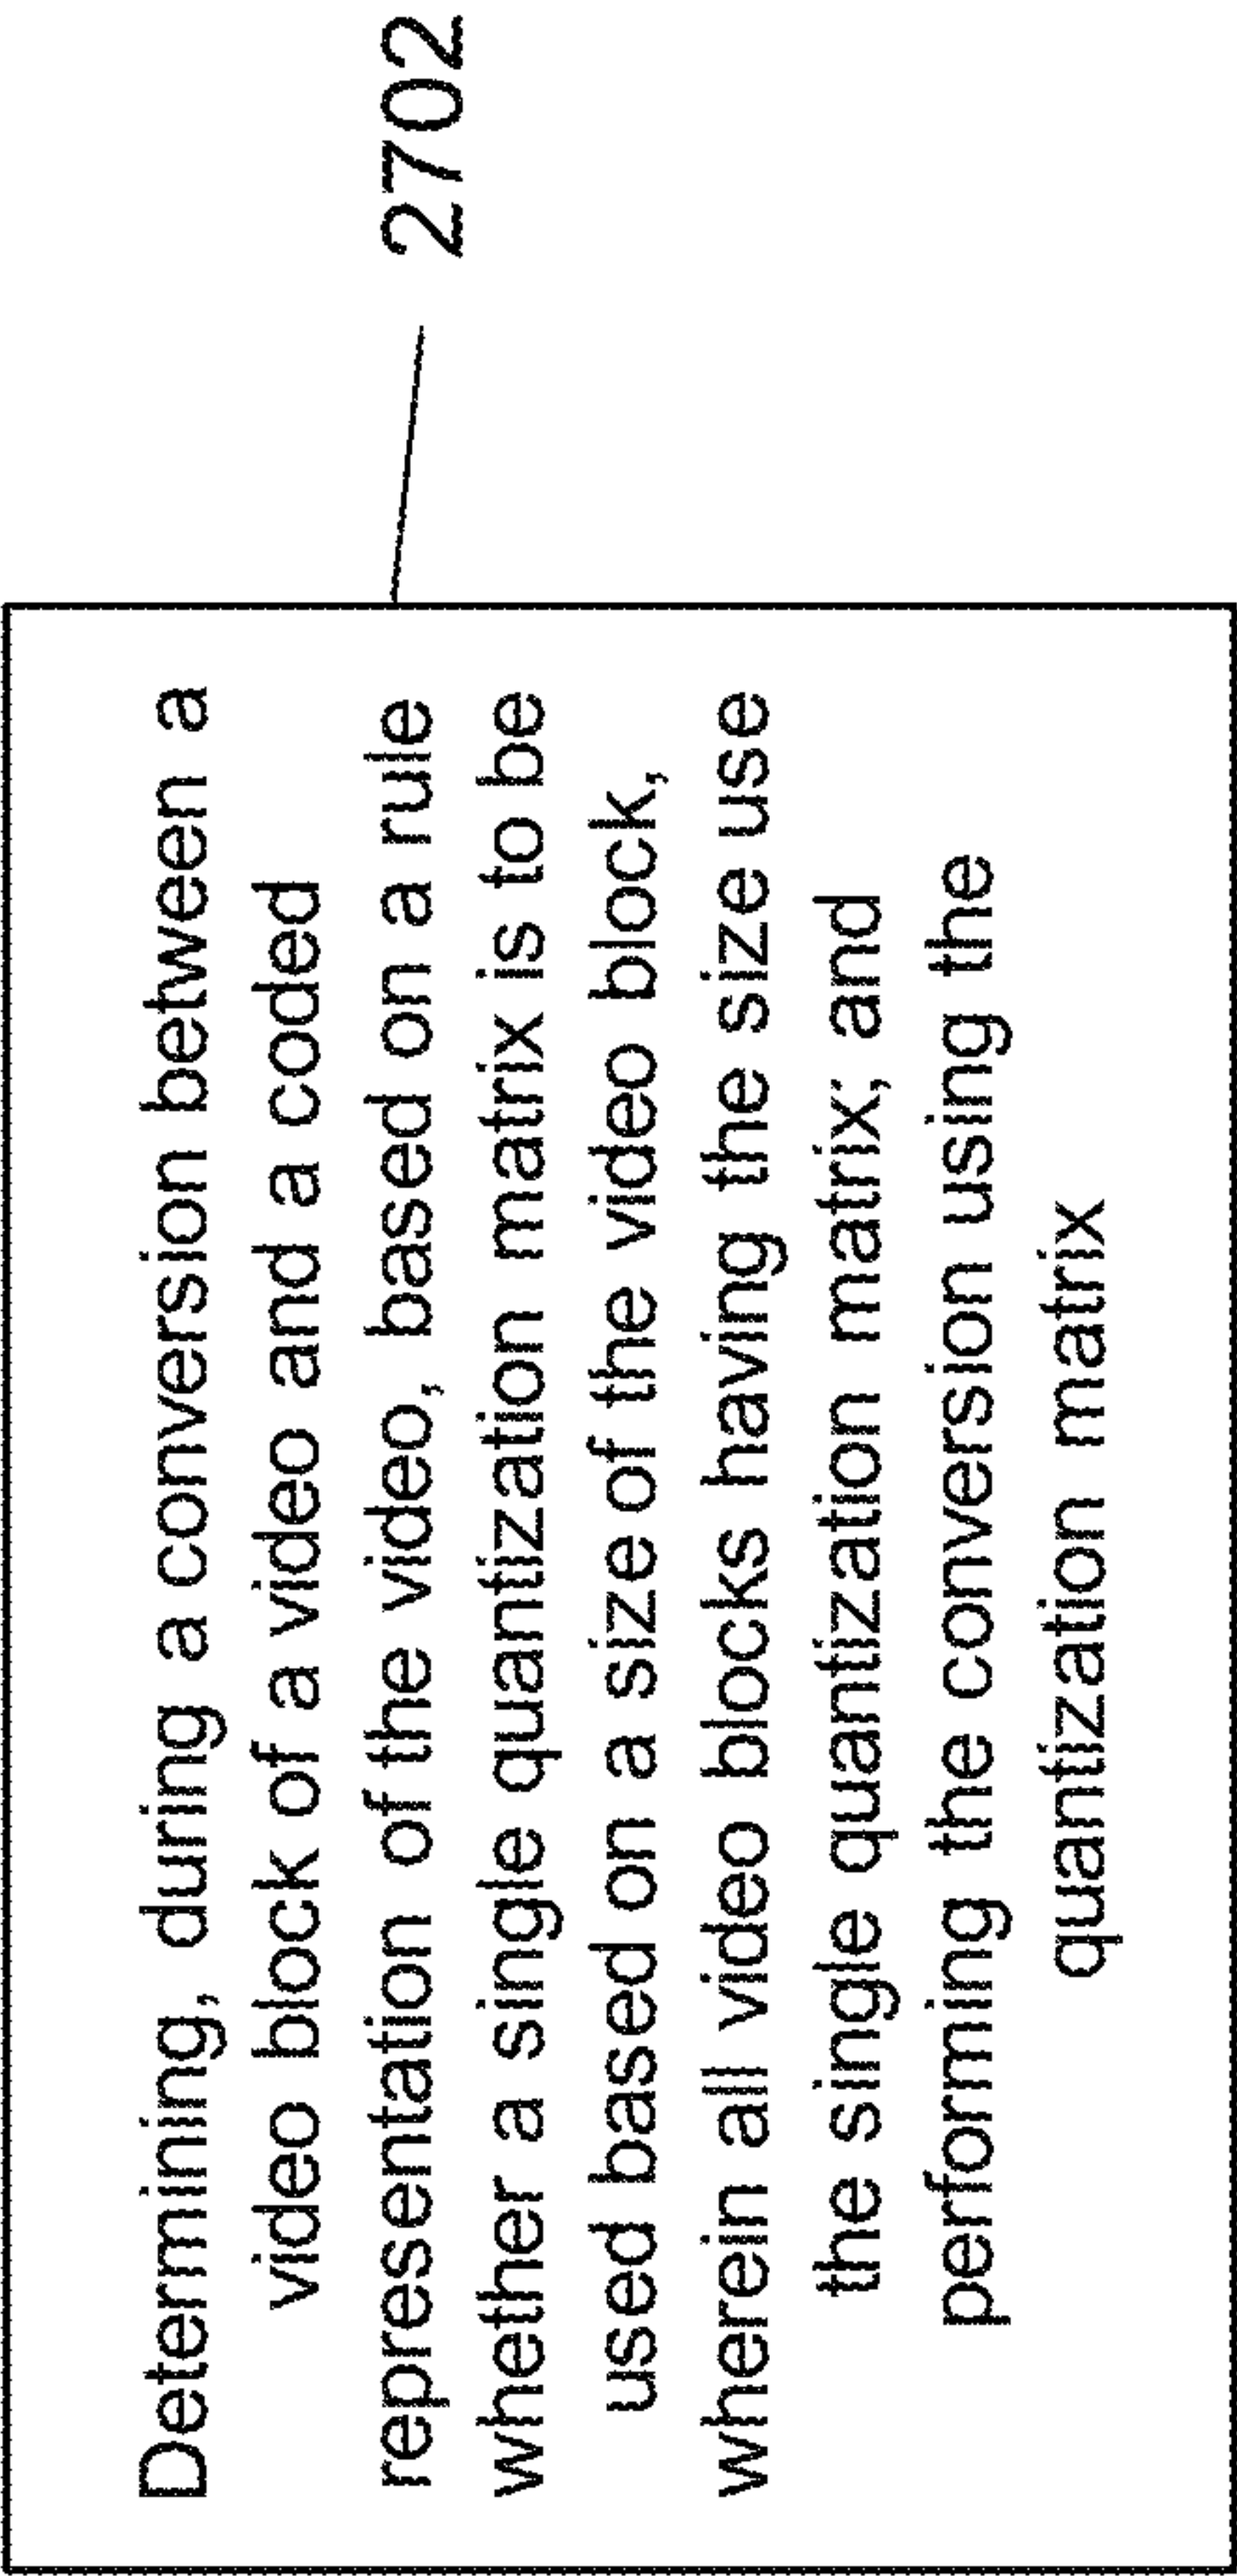 Determining, during a conversion between a
video block of a video and a coded
representation of the video, based on a rule
whether a single quantization matrix is to be
used based on a size of the video block,
wherein all video blocks having the size use
the single quantization matrix; and
performing the conversion using the
quantization matrix
2702